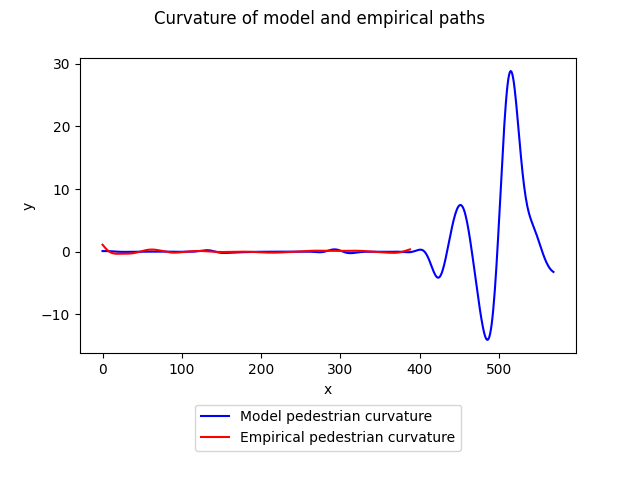 Curvature of model and empirical paths
30
20
10
0
−10
y
0 100 200 300 400 500
x
Model pedestrian curvature
Empirical pedestrian curvature